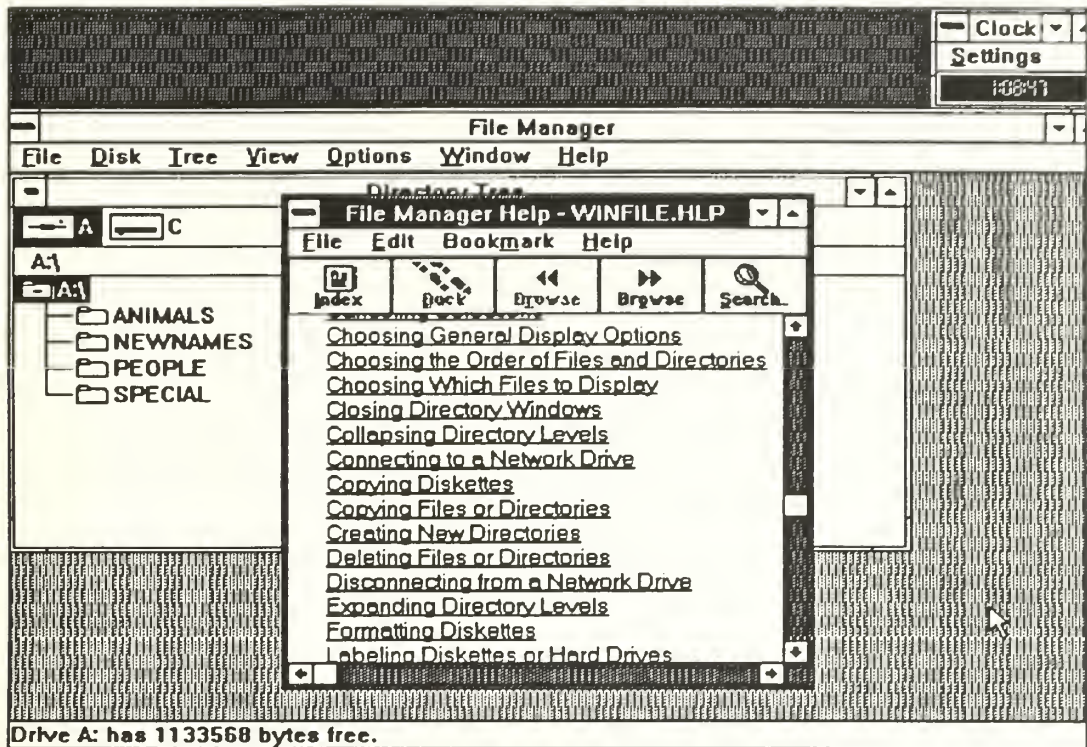 Clock
Settings
1:08:47
File Manager
File Disk Tree View Options Window Help
Directory Tree
A C
A:\
A:\
ANIMALS
NEWNAMES
PEOPLE
SPECIAL
File Manager Help - WINFILE.HLP
File Edit Bookmark Help
Index Back Browse Browse Search
Choosing General Display Options
Choosing the Order of Files and Directories
Choosing Which Files to Display
Closing Directory Windows
Collapsing Directory Levels
Connecting to a Network Drive
Copying Diskettes
Copying Files or Directories
Creating New Directories
Deleting Files or Directories
Disconnecting from a Network Drive
Expanding Directory Levels
Formatting Diskettes
Labeling Diskettes or Hard Drives
Drive A: has 1133568 bytes free.